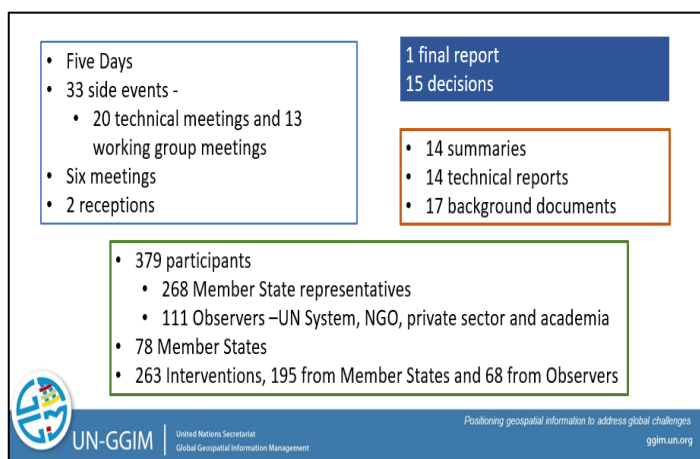 • Five Days
• 33 side events -
• 20 technical meetings and 13
working group meetings
• Six meetings
• 2 receptions
1 final report
15 decisions
• 14 summaries
• 14 technical reports
• 17 background documents
• 379 participants
• 268 Member State representatives
• 111 Observers –UN System, NGO, private sector and academia
• 78 Member States
• 263 Interventions, 195 from Member States and 68 from Observers
UN-GGIM
United Nations Secretariat
Global Geospatial Information Management
Positioning geospatial information to address global challenges
ggim.un.org